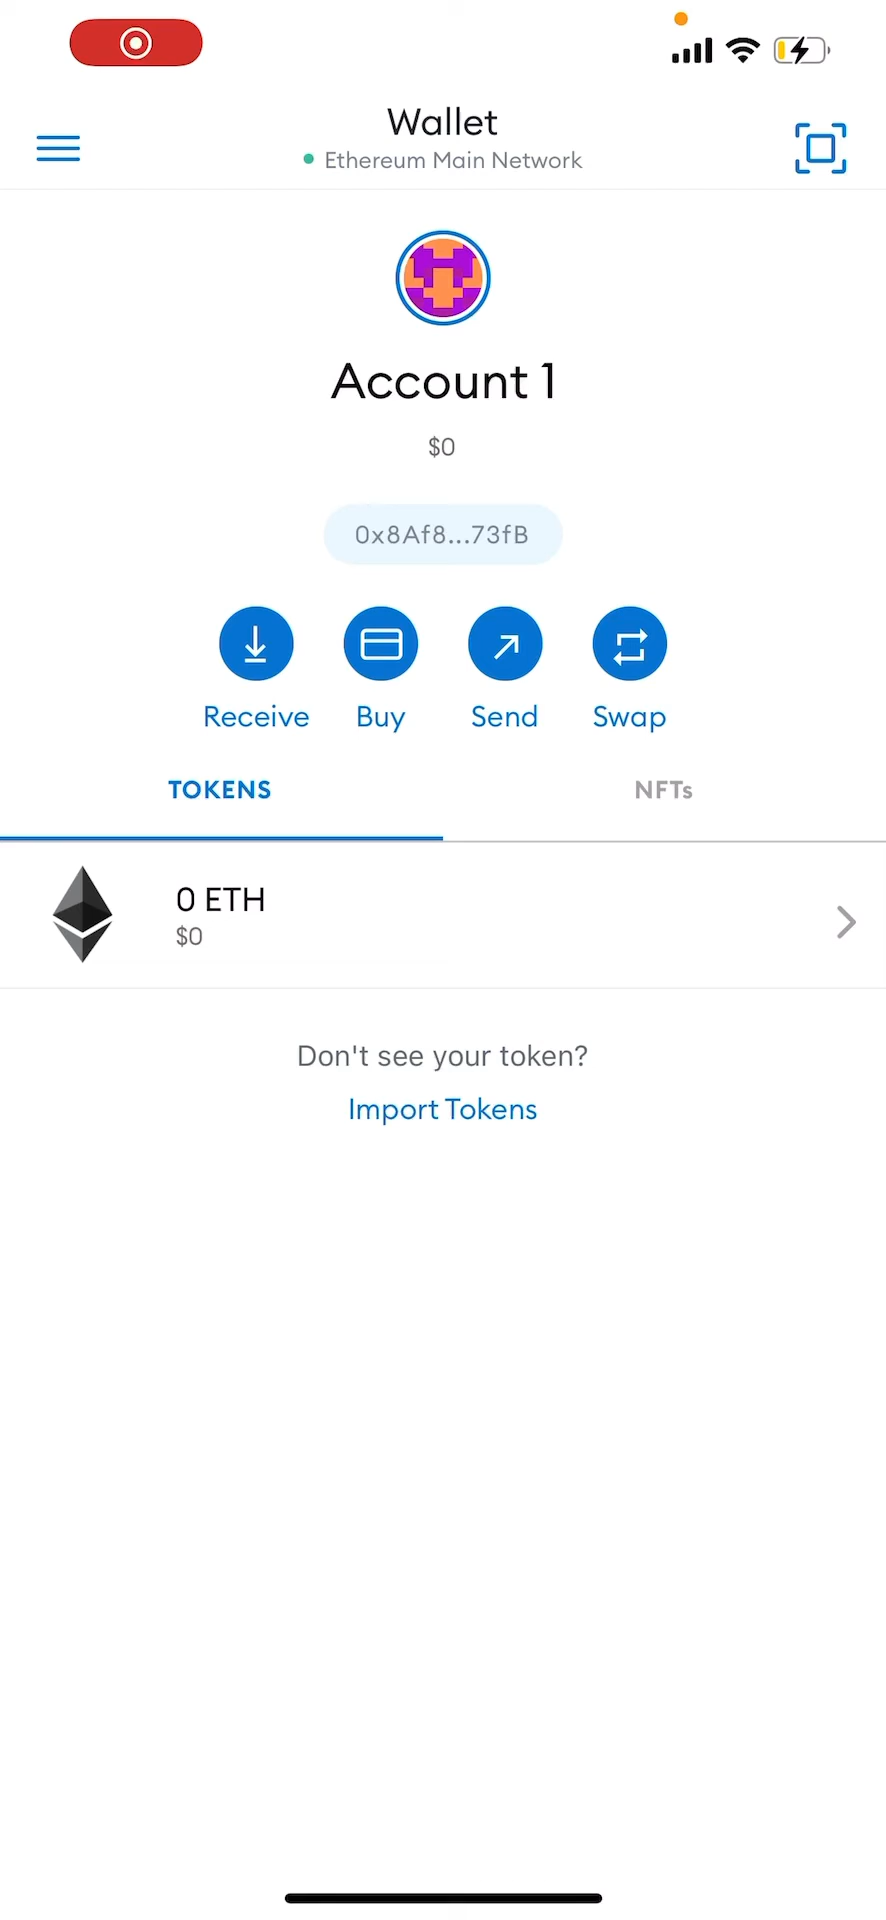 Wallet
Ethereum Main Network
Account 1
$0
0x8Af8...73fB
Receive Buy Send Swap
TOKENS NFTs
0 ETH
$0
Don't see your token?
Import Tokens